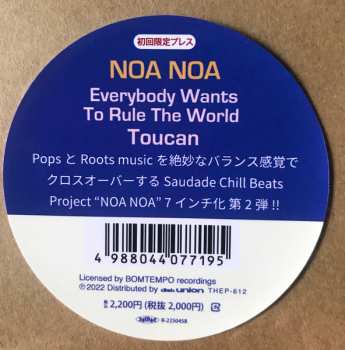 初回限定プレス
NOA NOA
Everybody Wants
To Rule The World
Toucan
Pops と Roots music を絶妙なバランス感覚で
クロスオーバーする Saudade Chill Beats
Project “NOA NOA” 7 インチ化 第 2 弾 !!
4 988044 077195
Licensed by BOMTEMPO recordings
℗2022 Distributed by disk union THEP-612
2,200円 (税抜 2,000円)
R-2250458